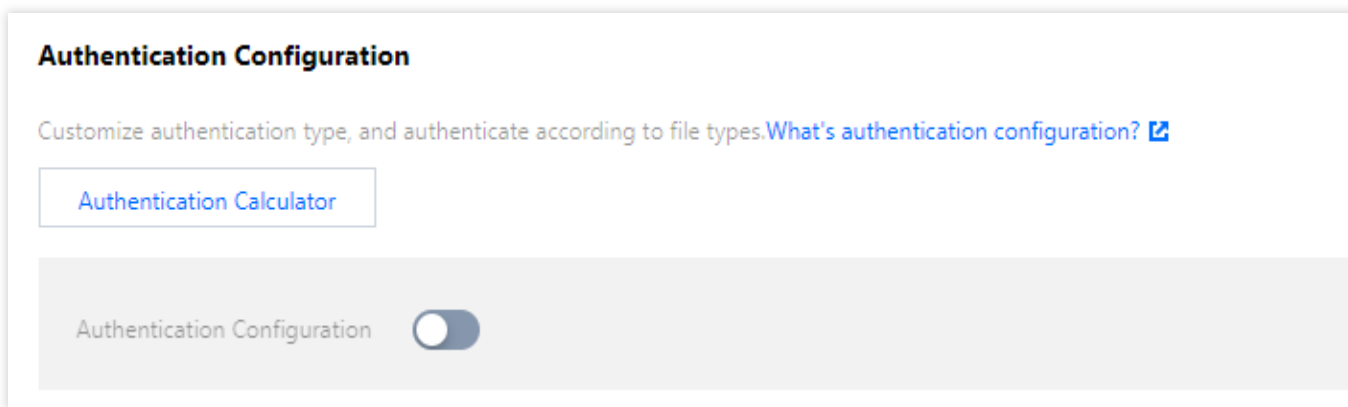 Authentication Configuration
Customize authentication type, and authenticate according to file types.What's authentication configuration?
Authentication Calculator
Authentication Configuration